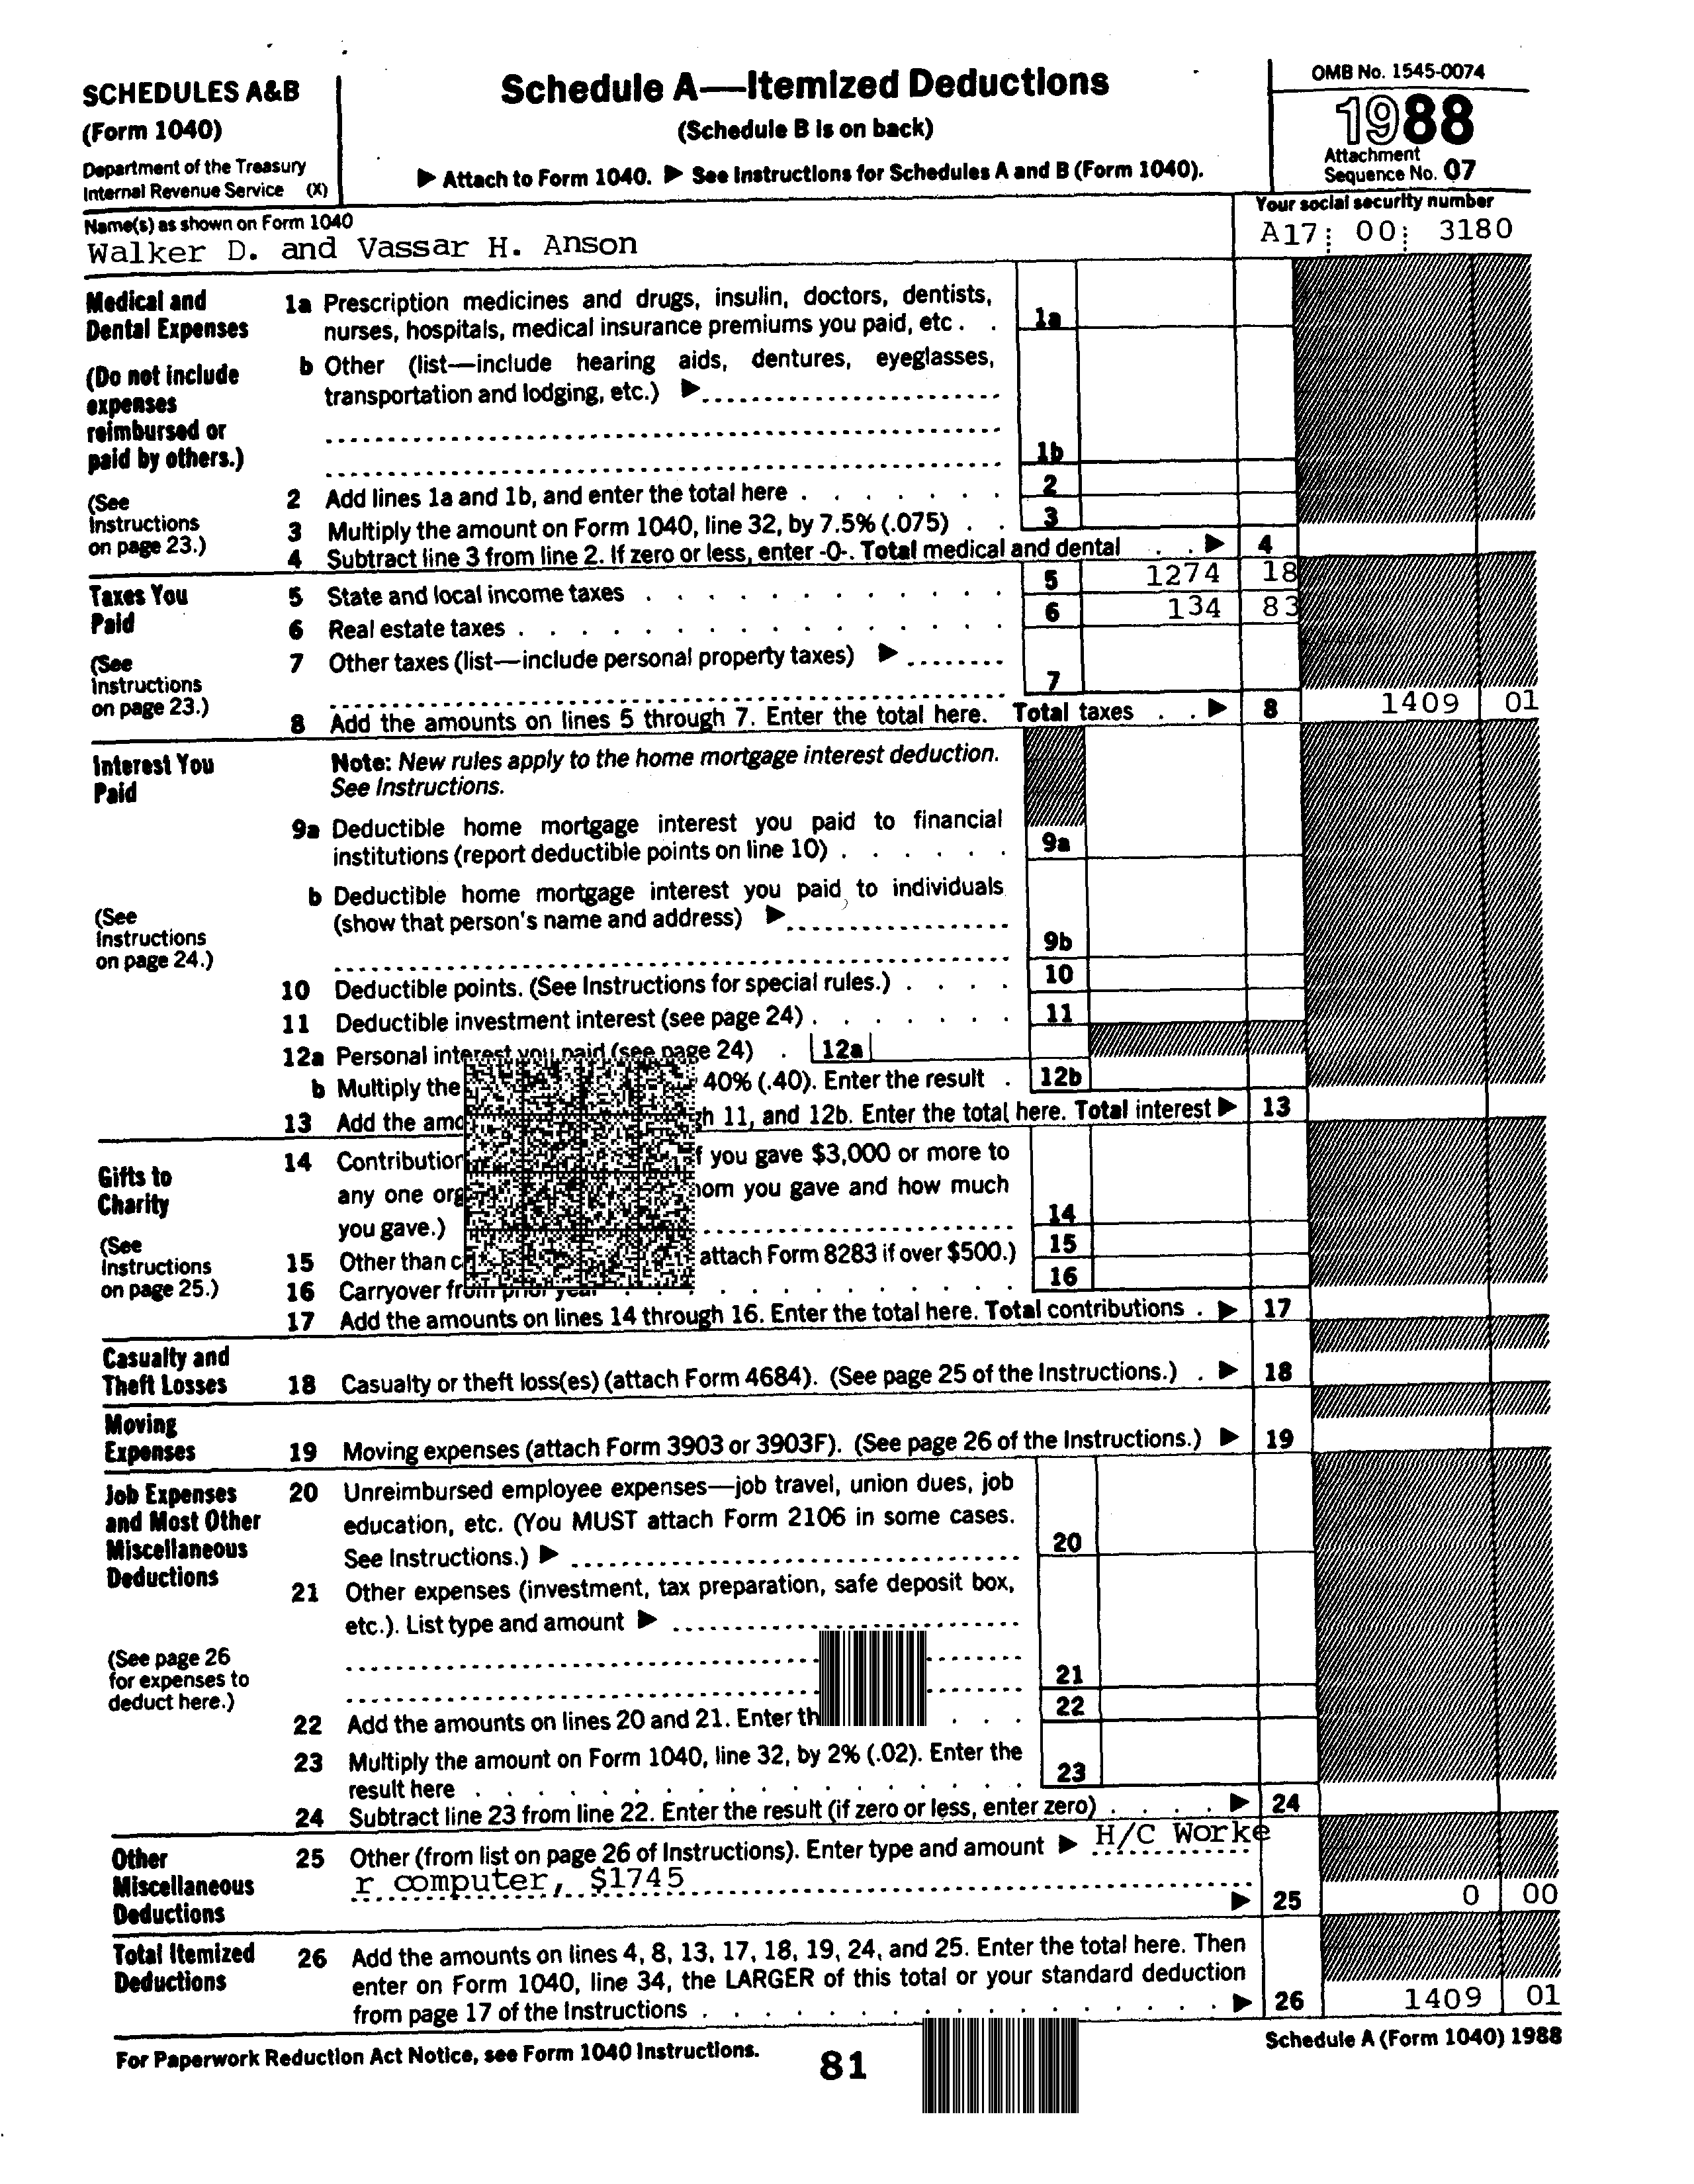 SCHEDULES A&B
(Form 1040)
Department of the Treasury
Internal Revenue Service (X)
Schedule A—Itemized Deductions
(Schedule B is on back)
▶ Attach to Form 1040. ▶ See Instructions for Schedules A and B (Form 1040).
OMB No. 1545-0074
1988
Attachment
Sequence No. 07
Name(s) as shown on Form 1040
Walker D. and Vassar H. Anson
Your social security number
A17 00 3180
Medical and
Dental Expenses
(Do not include
expenses
reimbursed or
paid by others.)
(See
Instructions
on page 23.)
1a Prescription medicines and drugs, insulin, doctors, dentists,
nurses, hospitals, medical insurance premiums you paid, etc . . 1a
b Other (list—include hearing aids, dentures, eyeglasses,
transportation and lodging, etc.) ▶
1b
2 Add lines 1a and 1b, and enter the total here . . . . . . . 2
3 Multiply the amount on Form 1040, line 32, by 7.5% (.075) . . 3
4 Subtract line 3 from line 2. If zero or less, enter -0-. Total medical and dental . . ▶ 4
Taxes You
Paid
(See
Instructions
on page 23.)
5 State and local income taxes . . . . . . . . . . . . 5 1274 18
6 Real estate taxes . . . . . . . . . . . . . . . . 6 134 83
7 Other taxes (list—include personal property taxes) ▶
7
8 Add the amounts on lines 5 through 7. Enter the total here. Total taxes . . ▶ 8 1409 01
Interest You
Paid
(See
Instructions
on page 24.)
Note: New rules apply to the home mortgage interest deduction.
See Instructions.
9a Deductible home mortgage interest you paid to financial
institutions (report deductible points on line 10) . . . . . . 9a
b Deductible home mortgage interest you paid to individuals
(show that person's name and address) ▶
9b
10 Deductible points. (See Instructions for special rules.) . . . . 10
11 Deductible investment interest (see page 24) . . . . . . . 11
12a Personal interest you paid (see page 24) . 12a
b Multiply the 40% (.40). Enter the result . 12b
13 Add the 11, and 12b. Enter the total here. Total interest ▶ 13
Gifts to
Charity
(See
Instructions
on page 25.)
14 you gave $3,000 or more to
any one you gave and how much
you gave.) 14
15 Other than attach Form 8283 if over $500.) 15
16 Carryover from prior year . . . . . . . . . . . . 16
17 Add the amounts on lines 14 through 16. Enter the total here. Total contributions . ▶ 17
Casualty and
Theft Losses
18 Casualty or theft loss(es) (attach Form 4684). (See page 25 of the Instructions.) . ▶ 18
Moving
Expenses
19 Moving expenses (attach Form 3903 or 3903F). (See page 26 of the Instructions.) ▶ 19
Job Expenses
and Most Other
Miscellaneous
Deductions
(See page 26
for expenses to
deduct here.)
20 Unreimbursed employee expenses—job travel, union dues, job
education, etc. (You MUST attach Form 2106 in some cases.
See Instructions.) ▶ 20
21 Other expenses (investment, tax preparation, safe deposit box,
etc.). List type and amount ▶
21
22 Add the amounts on lines 20 and 21. Enter . . . 22
23 Multiply the amount on Form 1040, line 32, by 2% (.02). Enter the
result here . . . . . . . . . . . . . . . . . . 23
24 Subtract line 23 from line 22. Enter the result (if zero or less, enter zero) . . . . ▶ 24
Other
Miscellaneous
Deductions
25 Other (from list on page 26 of Instructions). Enter type and amount ▶ H/C Worke
r computer, $1745
▶ 25 0 00
Total Itemized
Deductions
26 Add the amounts on lines 4, 8, 13, 17, 18, 19, 24, and 25. Enter the total here. Then
enter on Form 1040, line 34, the LARGER of this total or your standard deduction
from page 17 of the Instructions . . . . . . . . . . . . . . ▶ 26 1409 01
For Paperwork Reduction Act Notice, see Form 1040 Instructions.
81
Schedule A (Form 1040) 1988